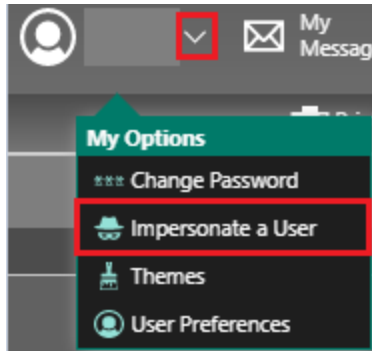 My
Messag
My Options
*** Change Password
Impersonate a User
Themes
User Preferences